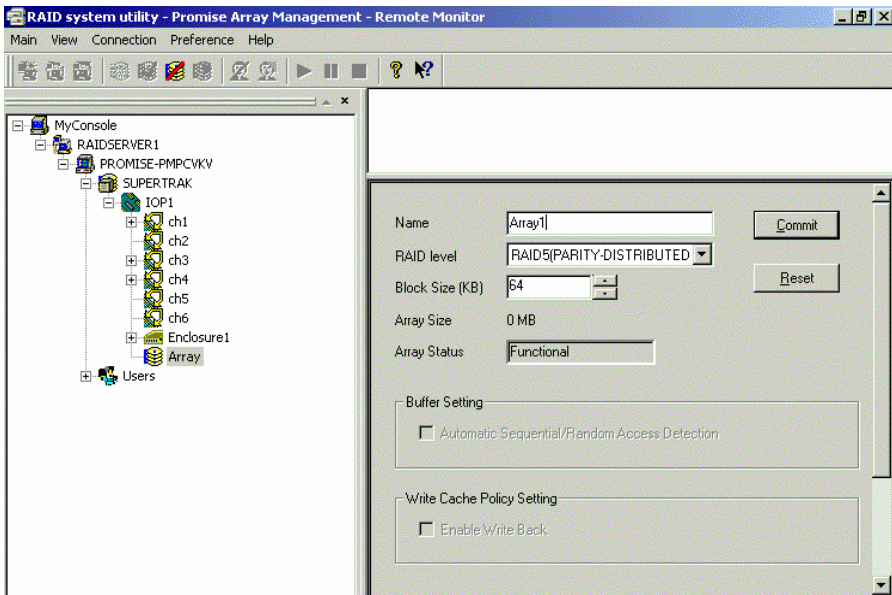 RAID system utility - Promise Array Management - Remote Monitor
Main View Connection Preference Help
MyConsole
RAIDSERVER1
PROMISE-PMPCVKV
SUPERTRAK
IOP1
ch1
ch2
ch3
ch4
ch5
ch6
Enclosure1
Array
Users
Name Array1 Commit
RAID level RAID5(PARITY-DISTRIBUTED
Block Size (KB) 64 Reset
Array Size 0 MB
Array Status Functional
Buffer Setting
Automatic Sequential/Random Access Detection
Write Cache Policy Setting
Enable Write Back